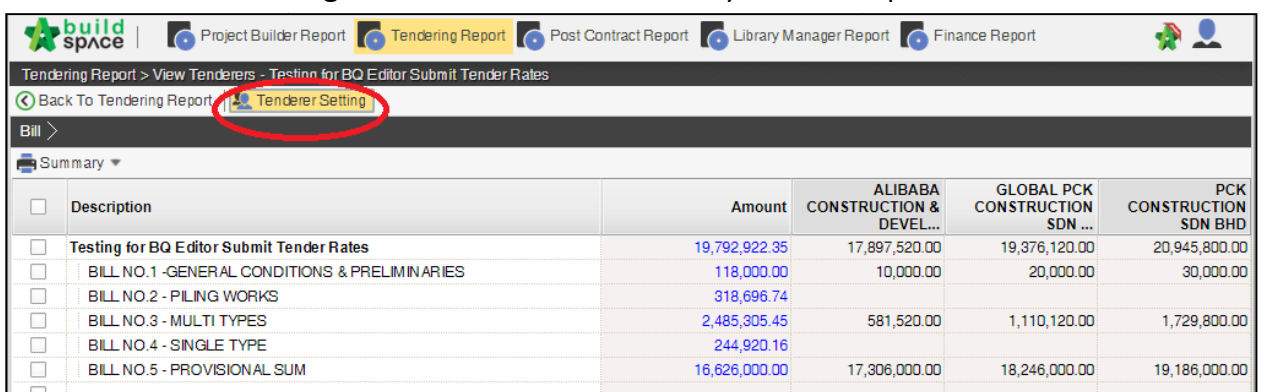 build space | Project Builder Report Tendering Report Post Contract Report Library Manager Report Finance Report
Tendering Report > View Tenderers - Testing for BQ Editor Submit Tender Rates
Back To Tendering Report | Tenderer Setting
Bill >
Summary
Description Amount ALIBABA CONSTRUCTION & DEVEL... GLOBAL PCK CONSTRUCTION SDN ... PCK CONSTRUCTION SDN BHD
Testing for BQ Editor Submit Tender Rates 19,792,922.35 17,897,520.00 19,376,120.00 20,945,800.00
BILL NO.1 -GENERAL CONDITIONS & PRELIMINARIES 118,000.00 10,000.00 20,000.00 30,000.00
BILL NO.2 - PILING WORKS 318,696.74
BILL NO.3 - MULTI TYPES 2,485,305.45 581,520.00 1,110,120.00 1,729,800.00
BILL NO.4 - SINGLE TYPE 244,920.16
BILL NO.5 - PROVISIONAL SUM 16,626,000.00 17,306,000.00 18,246,000.00 19,186,000.00